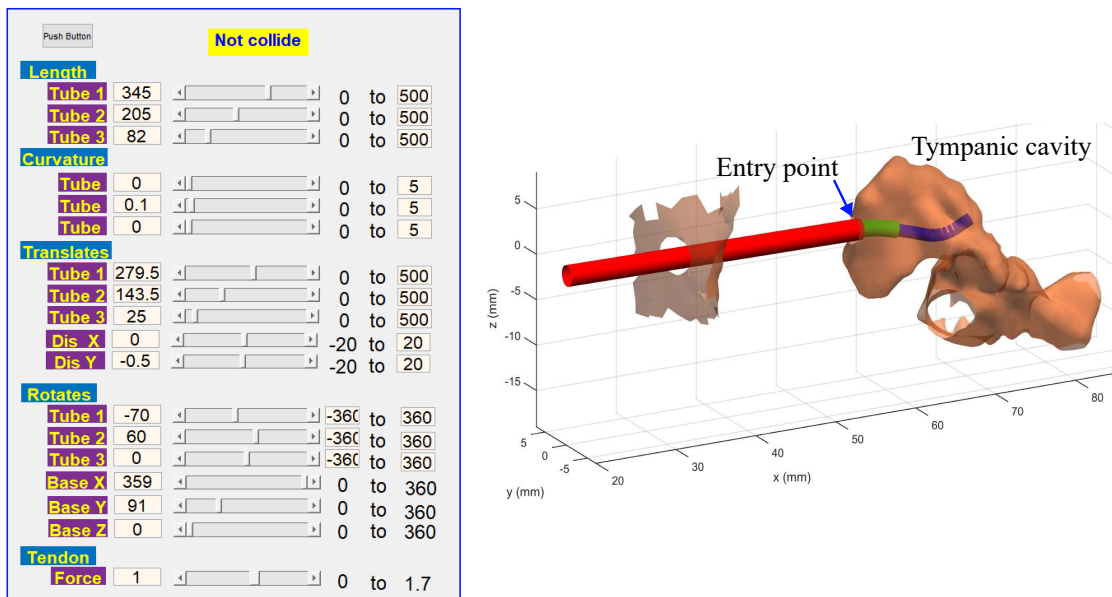 Push Button
Not collide
Length
Tube 1 345 0 to 500
Tube 2 205 0 to 500
Tube 3 82 0 to 500
Curvature
Tube 0 0 to 5
Tube 0.1 0 to 5
Tube 0 0 to 5
Translates
Tube 1 279.5 0 to 500
Tube 2 143.5 0 to 500
Tube 3 25 0 to 500
Dis X 0 -20 to 20
Dis Y -0.5 -20 to 20
Rotates
Tube 1 -70 -360 to 360
Tube 2 60 -360 to 360
Tube 3 0 -360 to 360
Base X 359 0 to 360
Base Y 91 0 to 360
Base Z 0 0 to 360
Tendon
Force 1 0 to 1.7
Entry point
Tympanic cavity
5
0
-5
-10
-15
z (mm)
5
0
-5
y (mm)
20
30
40
50
60
70
80
x (mm)